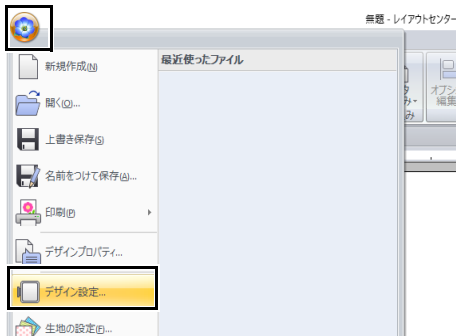 無題 - レイアウトセンター
最近使ったファイル
新規作成(N)
開く(O)...
上書き保存(S)
名前をつけて保存(A)...
印刷(P)
デザインプロパティ...
デザイン設定...
生地の設定(F)...
オプシ
編集
み